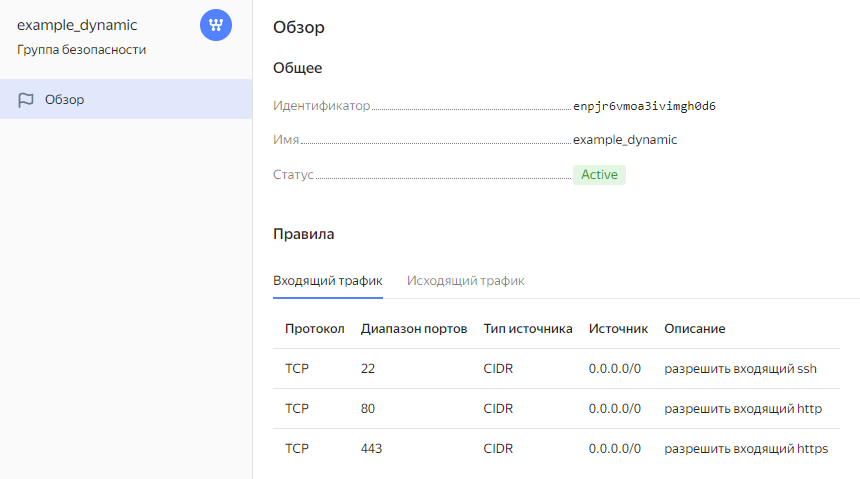 example_dynamic
Группа безопасности
Обзор
Обзор
Общее
Идентификатор enpjr6vmoa3ivimgh0d6
Имя example_dynamic
Статус Active
Правила
Входящий трафик Исходящий трафик
Протокол Диапазон портов Тип источника Источник Описание
TCP 22 CIDR 0.0.0.0/0 разрешить входящий ssh
TCP 80 CIDR 0.0.0.0/0 разрешить входящий http
TCP 443 CIDR 0.0.0.0/0 разрешить входящий https